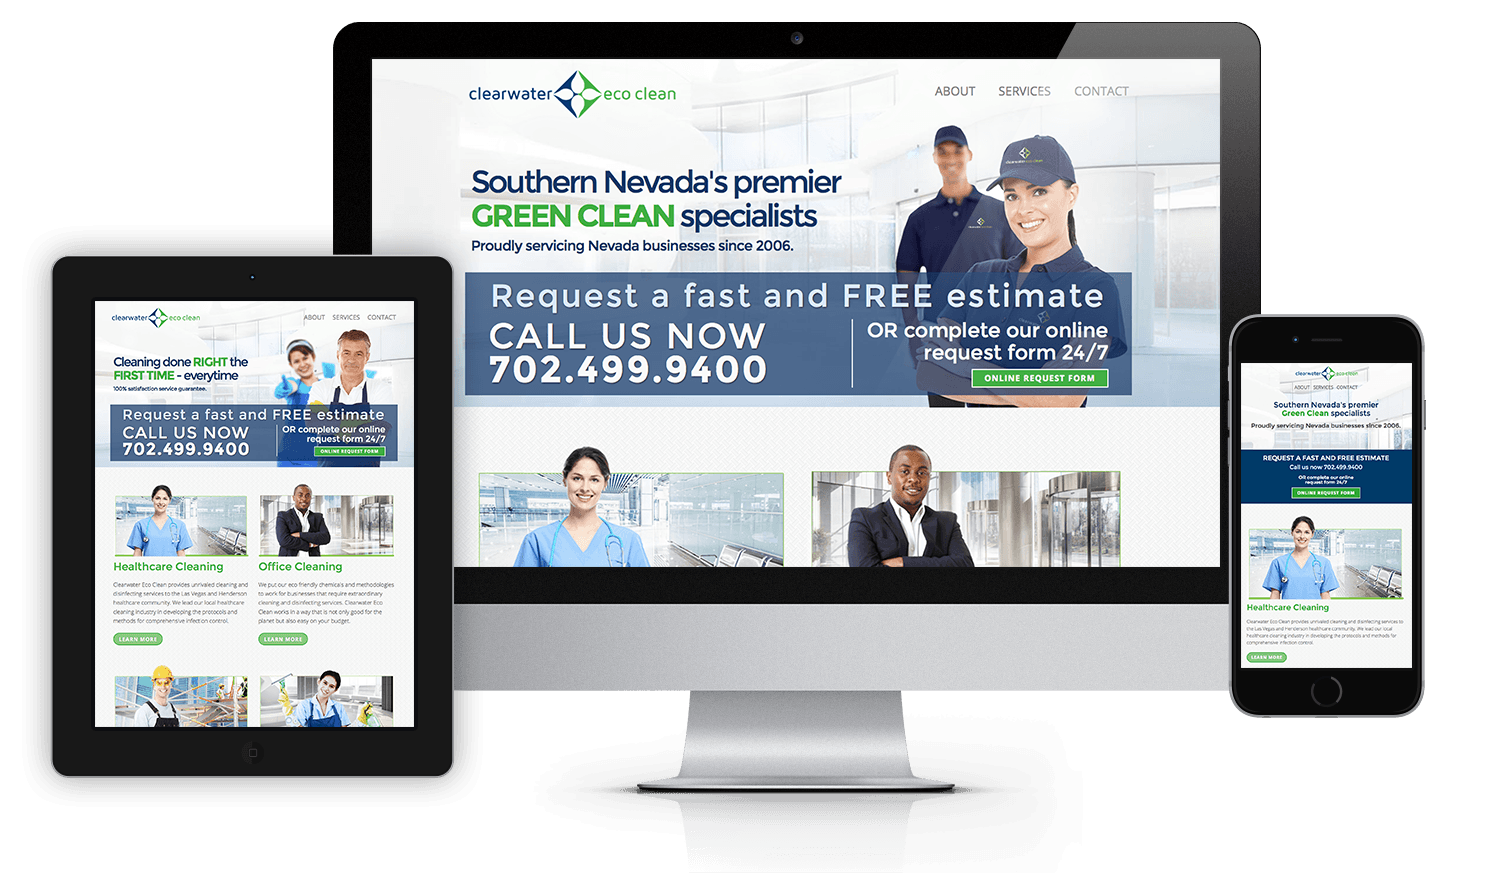 clearwater eco clean
ABOUT SERVICES CONTACT
Southern Nevada's premier
GREEN CLEAN specialists
Proudly servicing Nevada businesses since 2006.
Request a fast and FREE estimate
CALL US NOW
702.499.9400
OR complete our online
request form 24/7
ONLINE REQUEST FORM
clearwater eco clean
ABOUT SERVICES CONTACT
Cleaning done RIGHT the
FIRST TIME - everytime
100% satisfaction service guarantee.
Request a fast and FREE estimate
CALL US NOW
702.499.9400
OR complete our online
request form 24/7
ONLINE REQUEST FORM
Healthcare Cleaning
Clearwater Eco Clean provides unrivaled cleaning and
disinfecting services to the Las Vegas and Henderson
healthcare community. We lead our local healthcare
cleaning industry in developing the protocols and
methods for comprehensive infection control.
LEARN MORE
Office Cleaning
We put our eco friendly chemica's and methodologies
to work for businesses that require extraordinary
cleaning and disinfecting services. Clearwater Eco
Clean works in a way that is not only good for the
planet but also easy on your budget.
LEARN MORE
clearwater eco clean
ABOUT SERVICES CONTACT
Southern Nevada's premier
Green Clean specialists
Proudly servicing Nevada businesses since 2006.
REQUEST A FAST AND FREE ESTIMATE
Call us now 702.499.9400
OR complete our online
request form 24/7
ONLINE REQUEST FORM
Healthcare Cleaning
Clearwater Eco Clean provides unrivaled cleaning and disinfecting services to
the Las Vegas and Henderson healthcare community. We lead our local
healthcare cleaning industry in developing the protocols and methods for
comprehensive infection control.
LEARN MORE